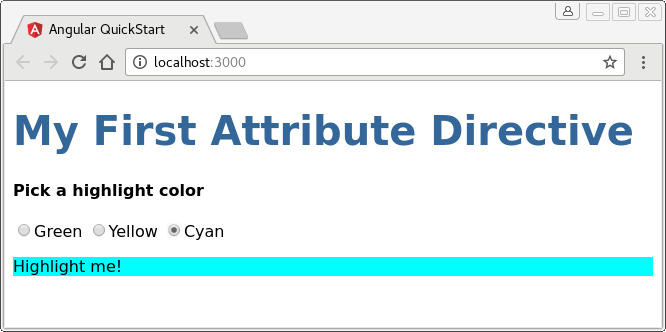 Angular QuickStart
localhost:3000
My First Attribute Directive
Pick a highlight color
Green Yellow Cyan
Highlight me!